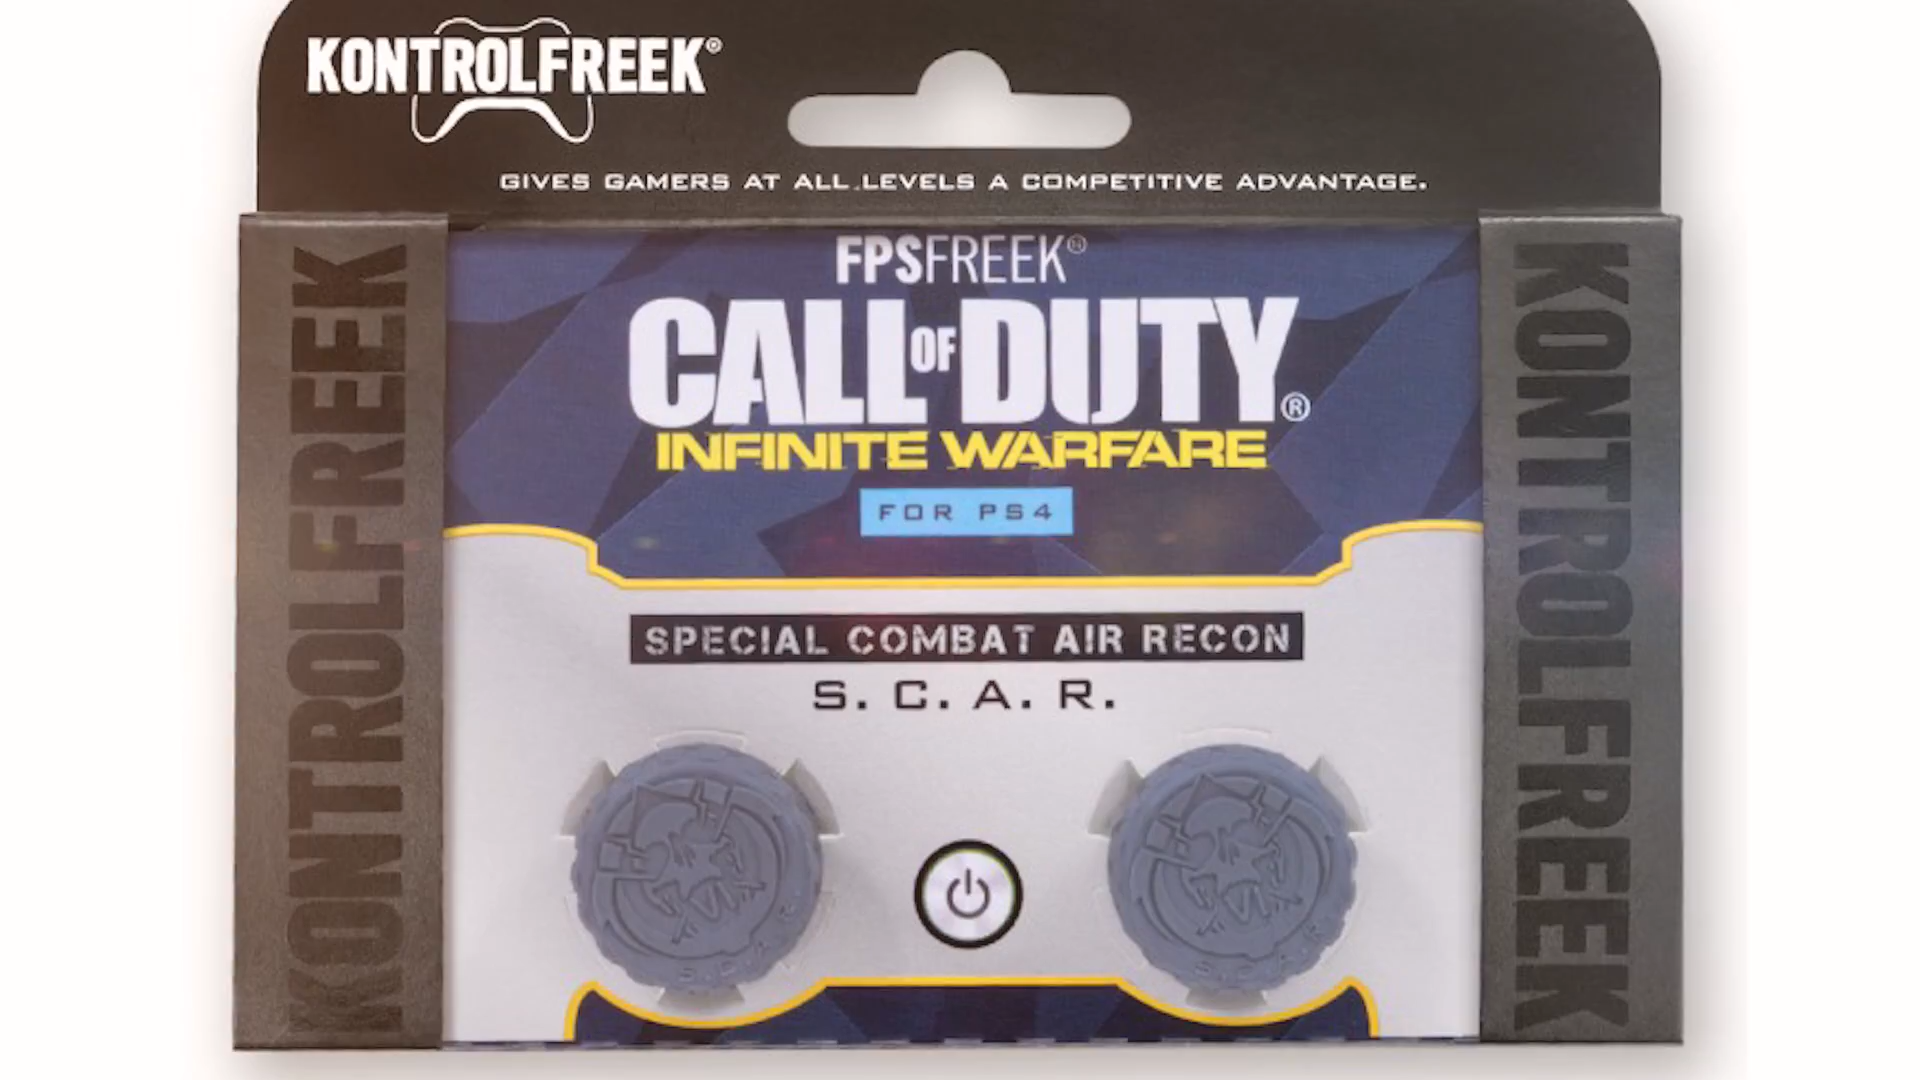 KONTROLFREEK®
GIVES GAMERS AT ALL LEVELS A COMPETITIVE ADVANTAGE.
KONTROLFREEK
FPSFREEK®
CALL OF DUTY®
INFINITE WARFARE
FOR PS4
SPECIAL COMBAT AIR RECON
S. C. A. R.
S.C.A.R
S.C.A.R
KONTROLFREEK